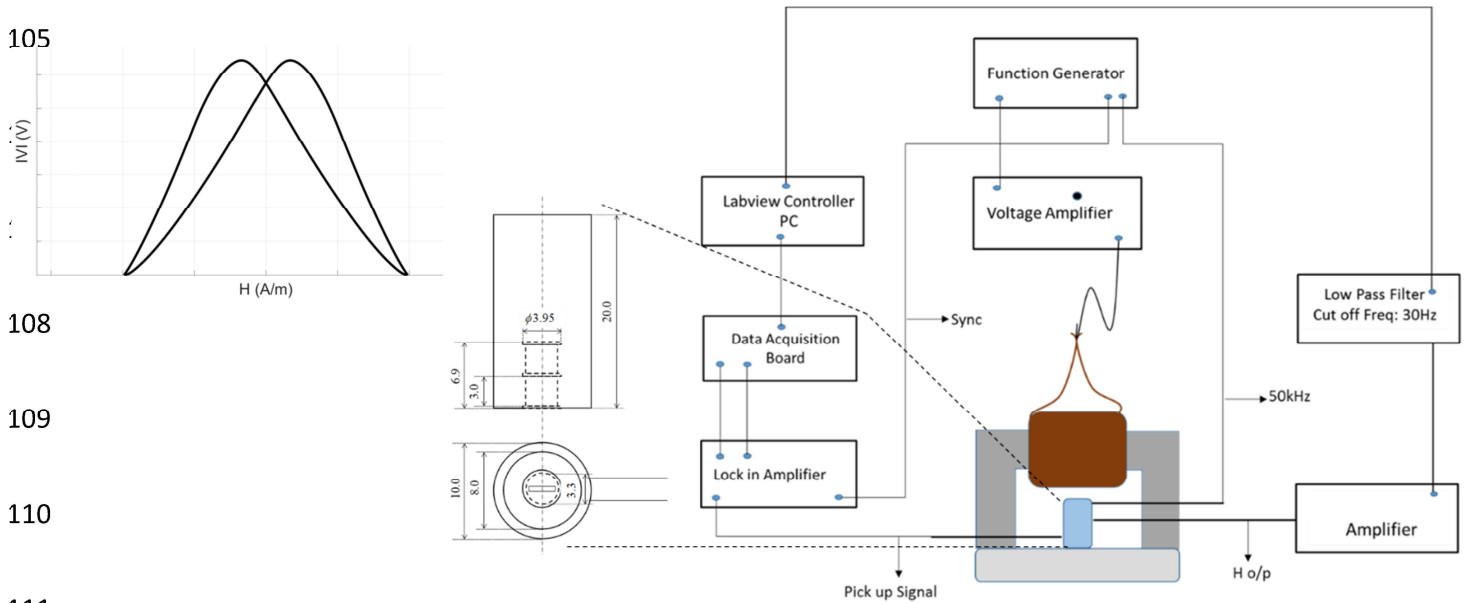 105
|V| (V)
H (A/m)
108
109
110
ϕ3.95
20.0
6.9
3.0
10.0
8.0
3.3
Function Generator
Labview Controller
PC
Voltage Amplifier
Low Pass Filter
Cut off Freq: 30Hz
Sync
Data Acquisition
Board
50kHz
Lock in Amplifier
Amplifier
Pick up Signal
H o/p